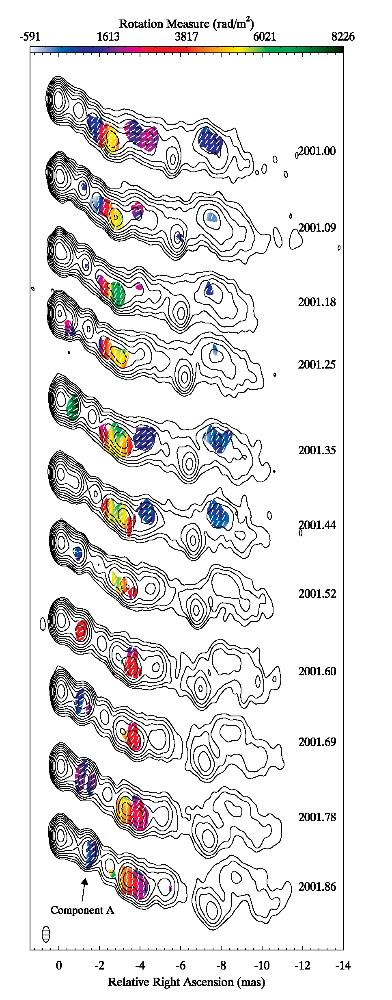 Rotation Measure (rad/m²)
-591 1613 3817 6021 8226
2001.00
2001.09
2001.18
2001.25
2001.35
2001.44
2001.52
2001.60
2001.69
2001.78
2001.86
Component A
0 -2 -4 -6 -8 -10 -12 -14
Relative Right Ascension (mas)